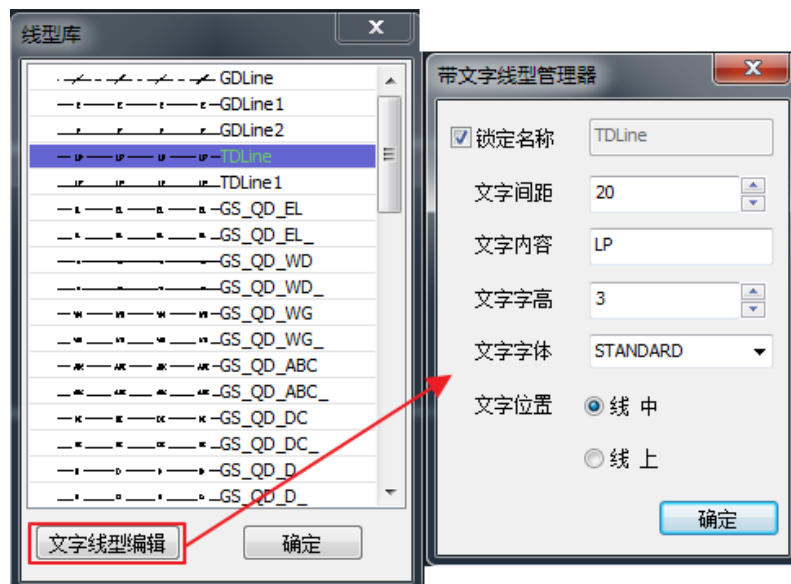 线型库
GDLine
GDLine1
GDLine2
TDLine
TDLine1
GS_QD_EL
GS_QD_EL_
GS_QD_WD
GS_QD_WD_
GS_QD_WG
GS_QD_WG_
GS_QD_ABC
GS_QD_ABC_
GS_QD_DC
GS_QD_DC_
GS_QD_D
GS_QD_D_
文字线型编辑
确定
带文字线型管理器
锁定名称 TDLine
文字间距 20
文字内容 LP
文字字高 3
文字字体 STANDARD
文字位置 线 中
线 上
确定